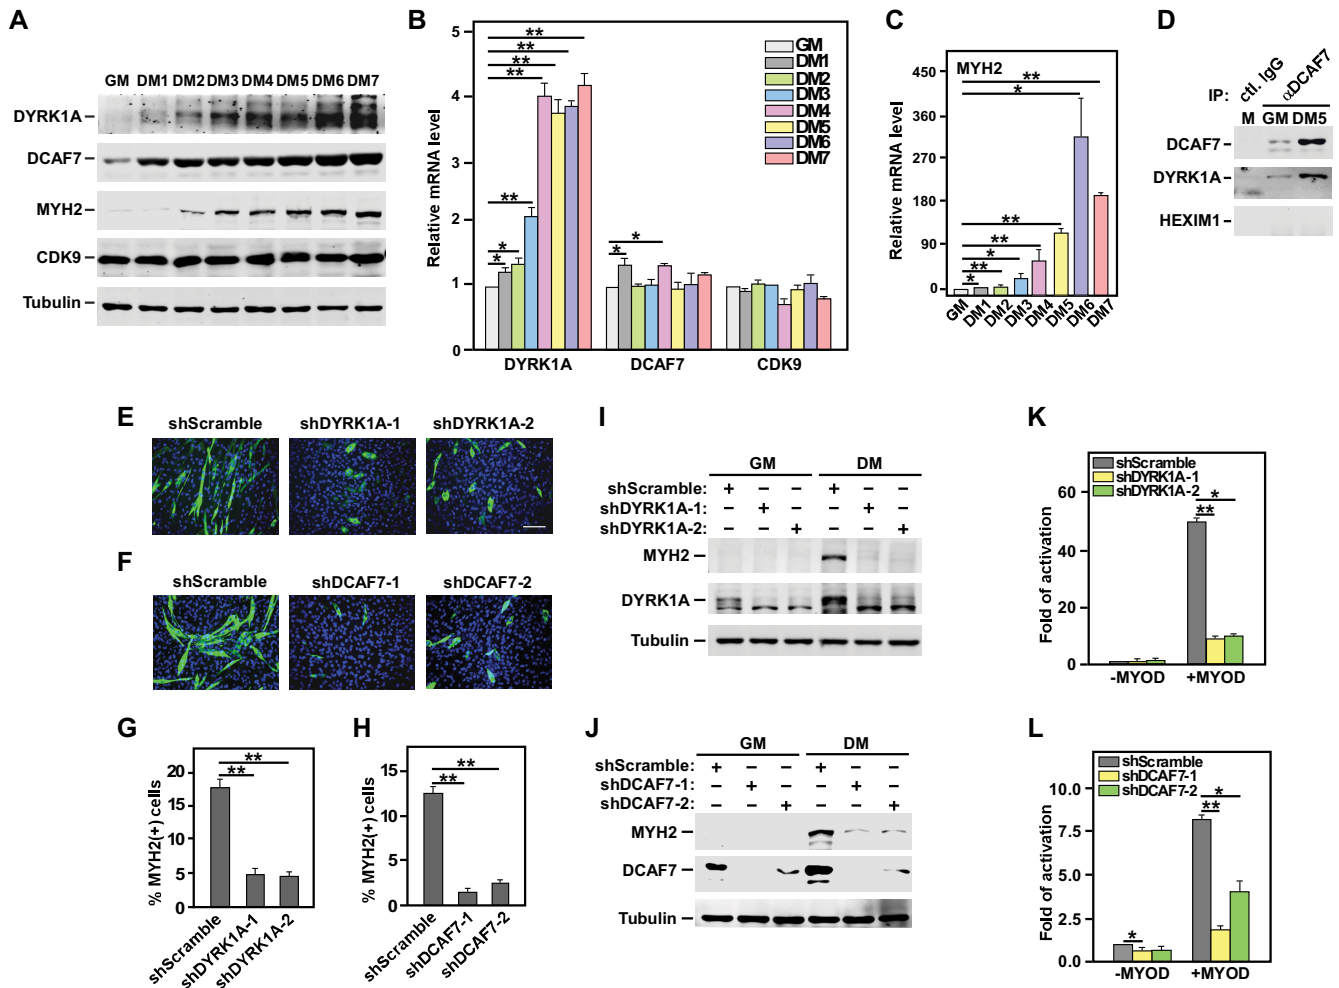 A
GM DM1 DM2 DM3 DM4 DM5 DM6 DM7
DYRK1A
DCAF7
MYH2
CDK9
Tubulin
B
Relative mRNA level
5
4
3
2
1
0
** 
**
**
**
**
*
*
*
*
GM
DM1
DM2
DM3
DM4
DM5
DM6
DM7
DYRK1A DCAF7 CDK9
C
MYH2
Relative mRNA level
450
360
270
180
90
0
**
*
**
**
*
**
*
GM DM1 DM2 DM3 DM4 DM5 DM6 DM7
D
IP: ctl. IgG αDCAF7
M GM DM5
DCAF7
DYRK1A
HEXIM1
E
shScramble shDYRK1A-1 shDYRK1A-2
F
shScramble shDCAF7-1 shDCAF7-2
G
% MYH2(+) cells
20
15
10
5
0
**
**
shScramble shDYRK1A-1 shDYRK1A-2
H
% MYH2(+) cells
15
10
5
0
**
**
shScramble shDCAF7-1 shDCAF7-2
I
GM DM
shScramble: + − − + − −
shDYRK1A-1: − + − − + −
shDYRK1A-2: − − + − − +
MYH2
DYRK1A
Tubulin
J
GM DM
shScramble: + − − + − −
shDCAF7-1: − + − − + −
shDCAF7-2: − − + − − +
MYH2
DCAF7
Tubulin
K
shScramble
shDYRK1A-1
shDYRK1A-2
Fold of activation
60
40
20
0
*
**
-MYOD +MYOD
L
shScramble
shDCAF7-1
shDCAF7-2
Fold of activation
10.0
7.5
5.0
2.5
0.0
*
**
*
-MYOD +MYOD